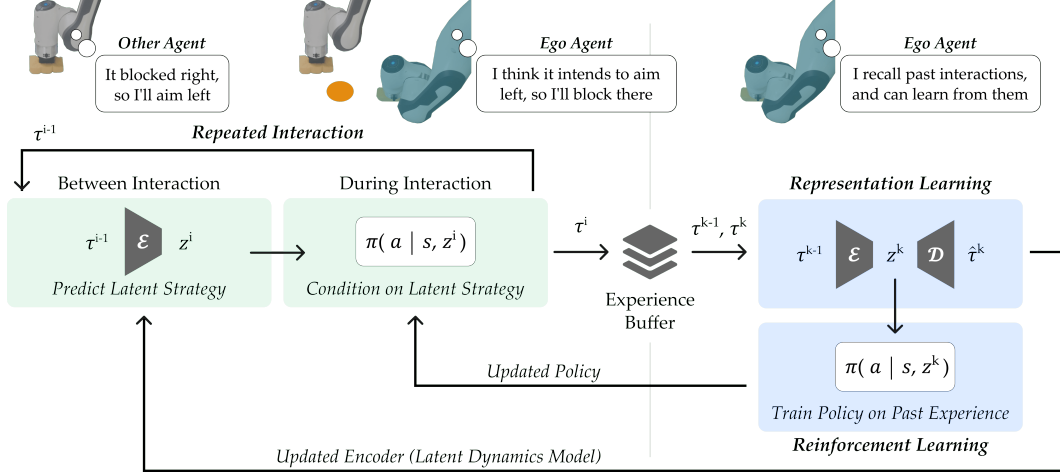 Other Agent
It blocked right,
so I'll aim left
Ego Agent
I think it intends to aim
left, so I'll block there
Ego Agent
I recall past interactions,
and can learn from them
τ^{i-1}
Repeated Interaction
Between Interaction
τ^{i-1} ℰ z^i
Predict Latent Strategy
During Interaction
π( a | s, z^i )
Condition on Latent Strategy
τ^i
Experience
Buffer
τ^{k-1}, τ^k
Representation Learning
τ^{k-1} ℰ z^k 𝒟 τ̂^k
π( a | s, z^k )
Train Policy on Past Experience
Reinforcement Learning
Updated Policy
Updated Encoder (Latent Dynamics Model)